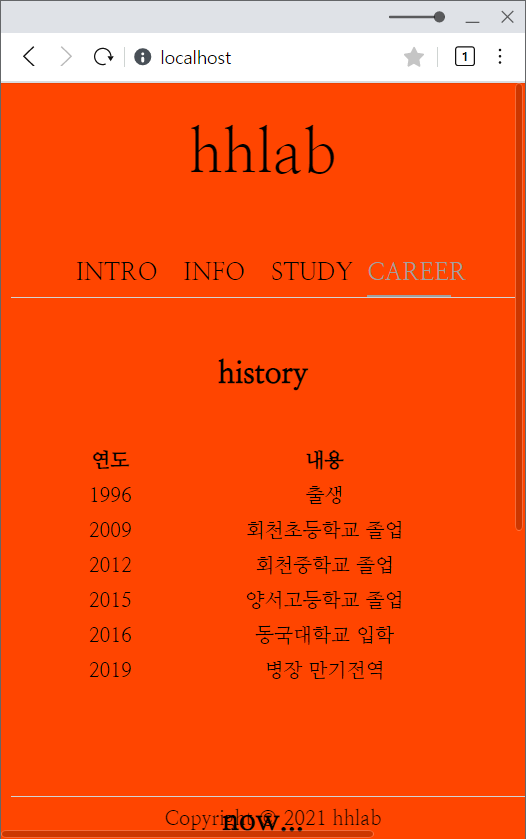 localhost
1
hhlab
INTRO INFO STUDY CAREER
history
연도 내용
1996 출생
2009 회천초등학교 졸업
2012 회천중학교 졸업
2015 양서고등학교 졸업
2016 동국대학교 입학
2019 병장 만기전역
Copyright © 2021 hhlab
now...